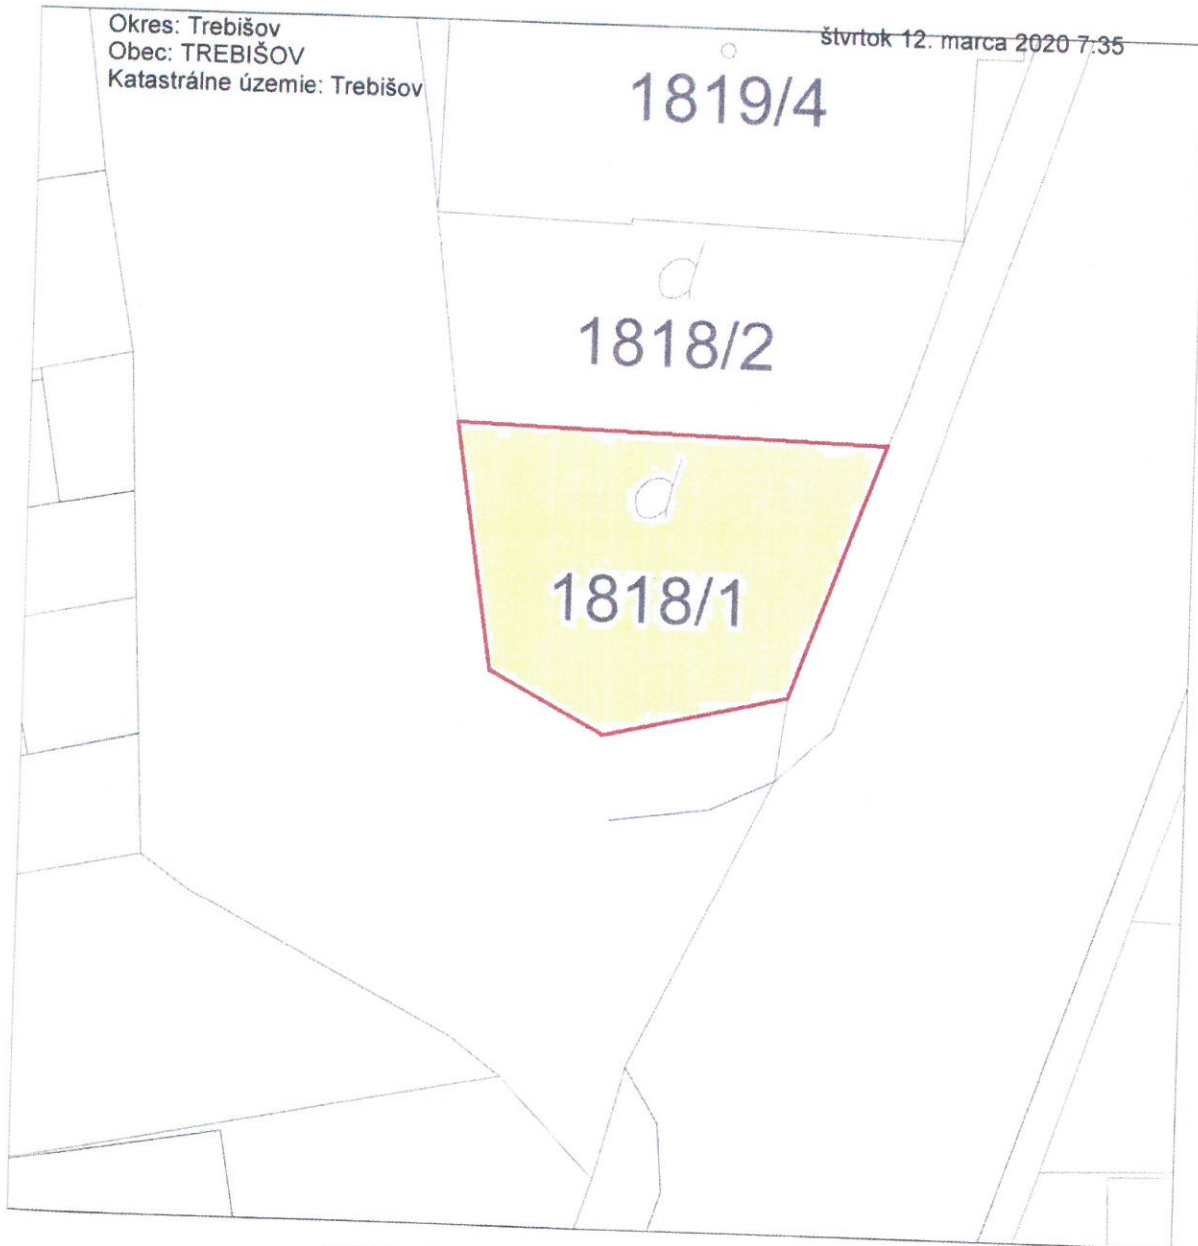 Okres: Trebišov
Obec: TREBIŠOV
Katastrálne územie: Trebišov
štvrtok 12. marca 2020 7:35
1819/4
1818/2
1818/1